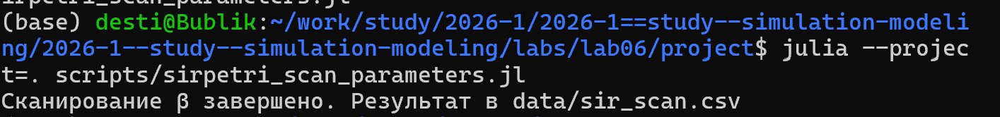 irpetri_scan_parameters.jl
(base) desti@Bublik:~/work/study/2026-1/2026-1==study--simulation-modeli
ng/2026-1--study--simulation-modeling/labs/lab06/project$ julia --projec
t=. scripts/sirpetri_scan_parameters.jl
Сканирование β завершено. Результат в data/sir_scan.csv